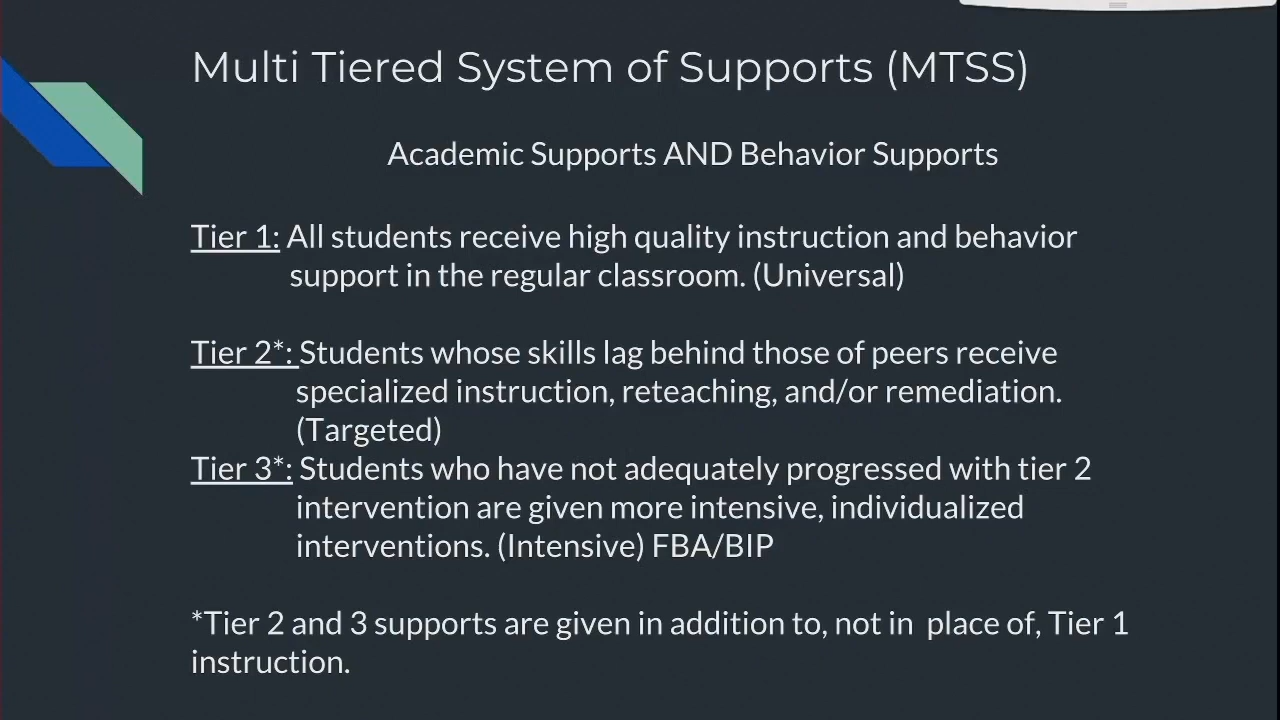 Multi Tiered System of Supports (MTSS)
Academic Supports AND Behavior Supports
Tier 1: All students receive high quality instruction and behavior
support in the regular classroom. (Universal)
Tier 2*: Students whose skills lag behind those of peers receive
specialized instruction, reteaching, and/or remediation.
(Targeted)
Tier 3*: Students who have not adequately progressed with tier 2
intervention are given more intensive, individualized
interventions. (Intensive) FBA/BIP
*Tier 2 and 3 supports are given in addition to, not in place of, Tier 1
instruction.